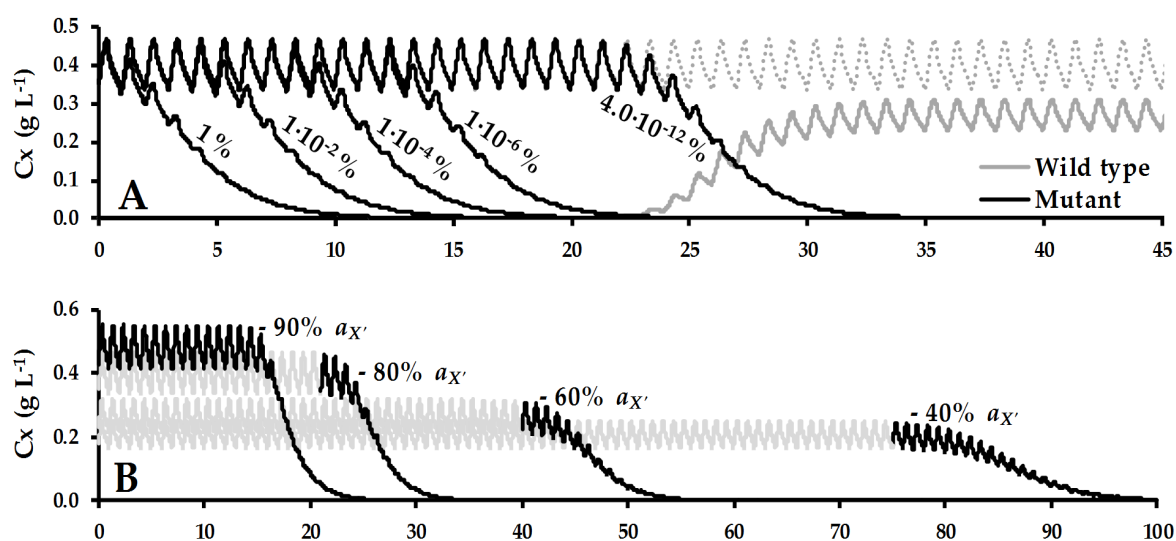 Cx (g L-1)
0.5
0.4
0.3
0.2
0.1
0.0
1 %
1·10-2 %
1·10-4 %
1·10-6 %
4.0·10-12 %
A
Wild type
Mutant
0 5 10 15 20 25 30 35 40 45
Cx (g L-1)
0.6
0.4
0.2
0.0
- 90% aX'
- 80% aX'
- 60% aX'
- 40% aX'
B
0 10 20 30 40 50 60 70 80 90 100